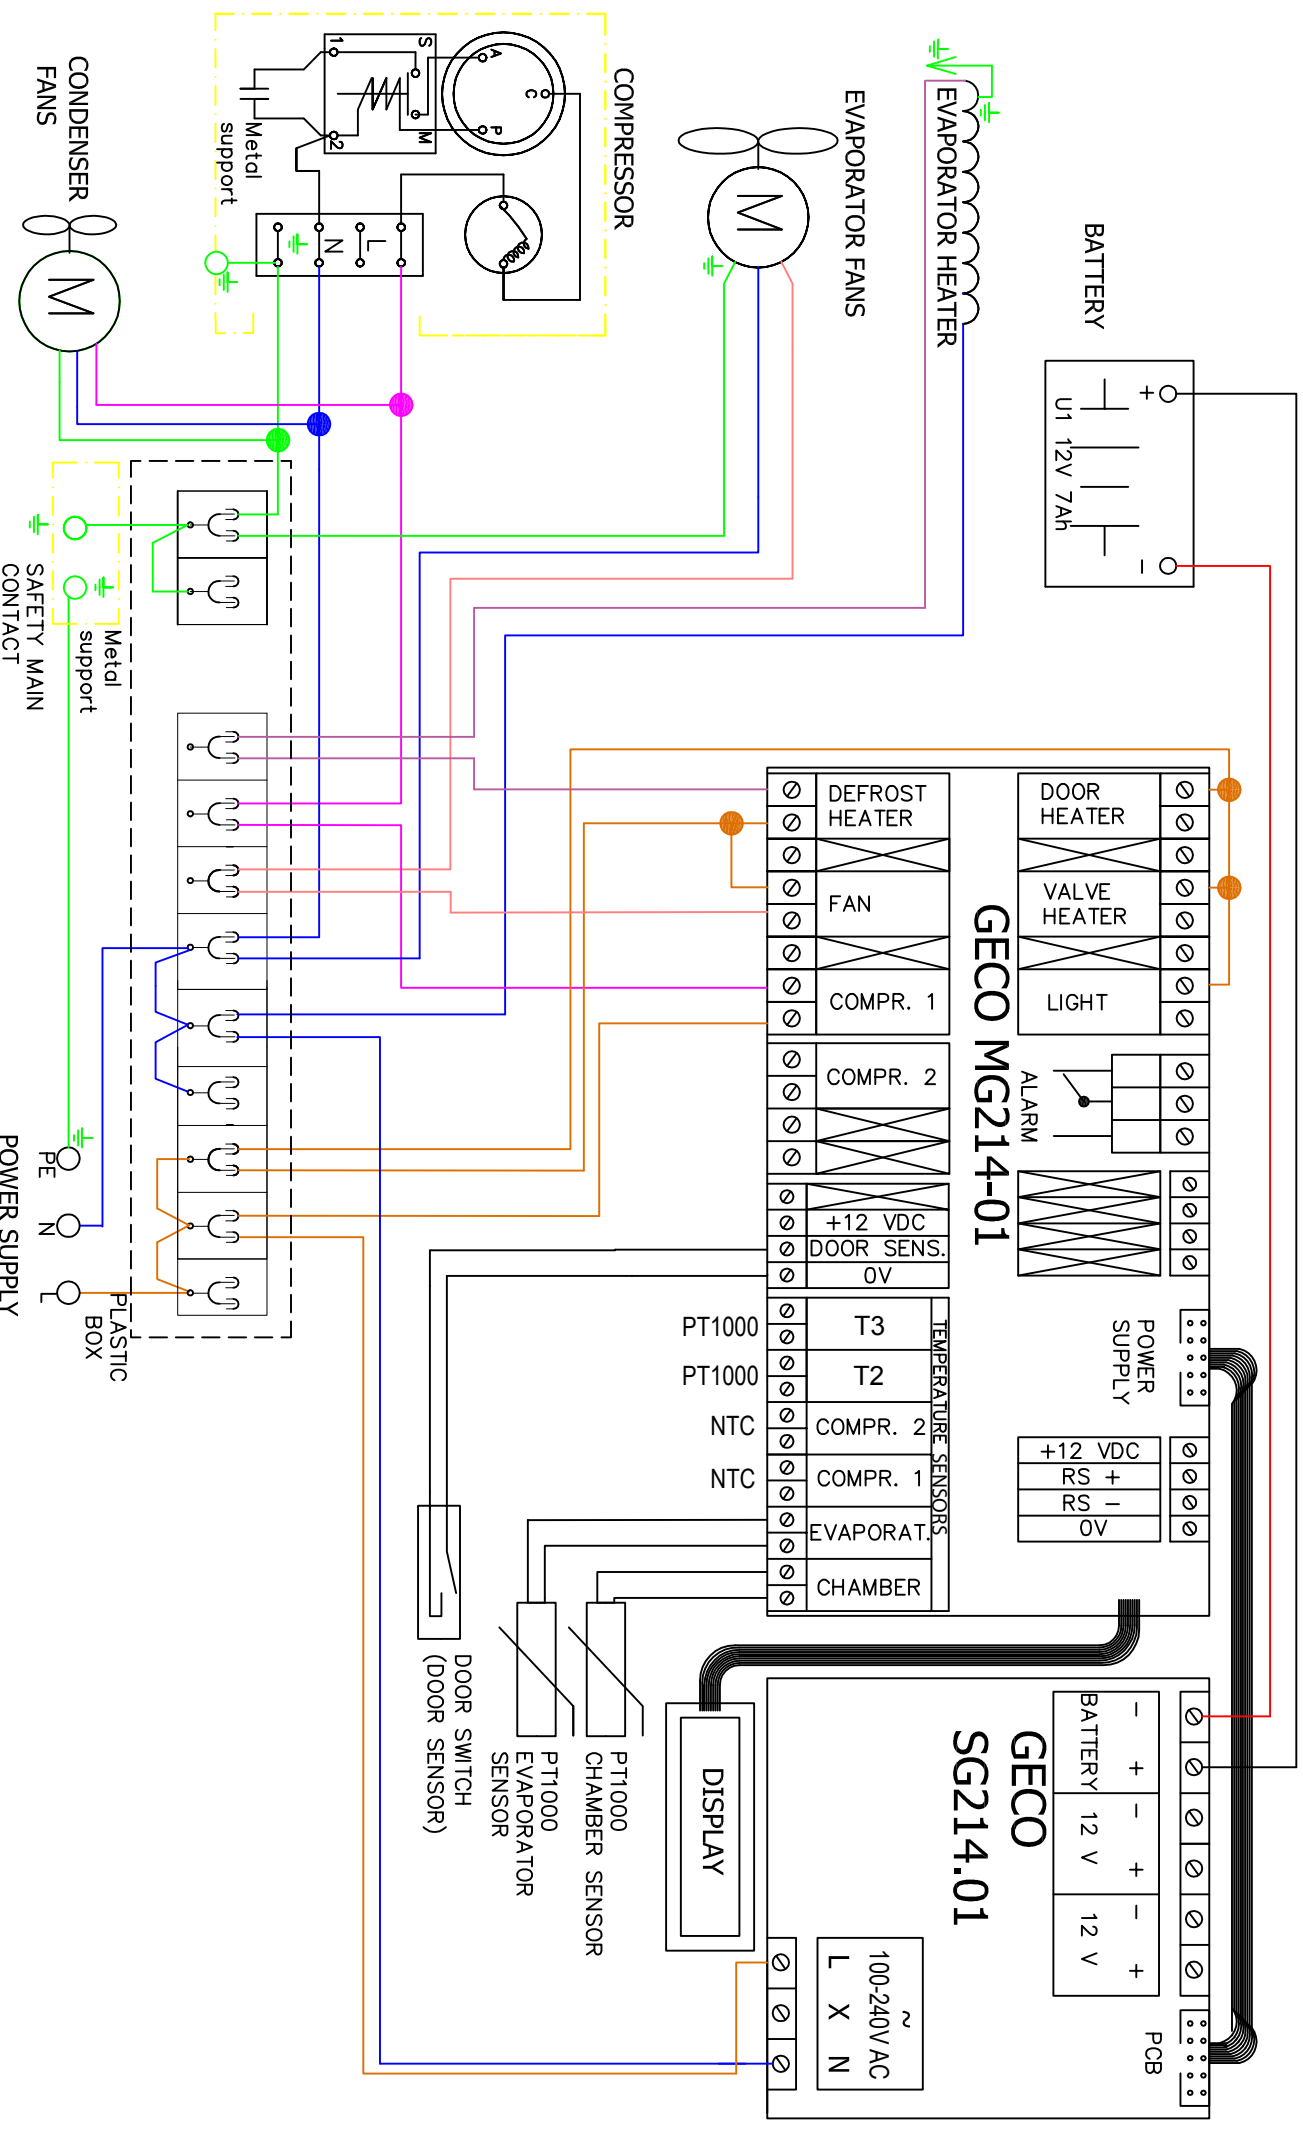 BATTERY
+
-
U1 12V 7Ah
EVAPORATOR HEATER
EVAPORATOR FANS
M
COMPRESSOR
A
C
P
S
M
1
2
Metal
support
L
N
CONDENSER
FANS
M
SAFETY MAIN
CONTACT
Metal
support
PLASTIC
BOX
PE
N
L
POWER SUPPLY
GECO MG214-01
DOOR
HEATER
VALVE
HEATER
LIGHT
ALARM
POWER
SUPPLY
+12 VDC
RS +
RS -
0V
DEFROST
HEATER
FAN
COMPR. 1
COMPR. 2
+12 VDC
DOOR SENS.
0V
TEMPERATURE SENSORS
T3
T2
COMPR. 2
COMPR. 1
EVAPORAT.
CHAMBER
PT1000
PT1000
NTC
NTC
DOOR SWITCH
(DOOR SENSOR)
PT1000
EVAPORATOR
SENSOR
PT1000
CHAMBER SENSOR
DISPLAY
GECO
SG214.01
- +
BATTERY
- +
12 V
- +
12 V
PCB
~
100-240V AC
L X N